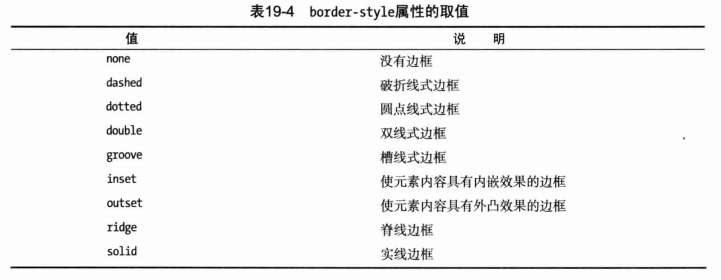 表19-4 border-style属性的取值
值 说 明
none 没有边框
dashed 破折线式边框
dotted 圆点线式边框
double 双线式边框
groove 槽线式边框
inset 使元素内容具有内嵌效果的边框
outset 使元素内容具有外凸效果的边框
ridge 脊线边框
solid 实线边框